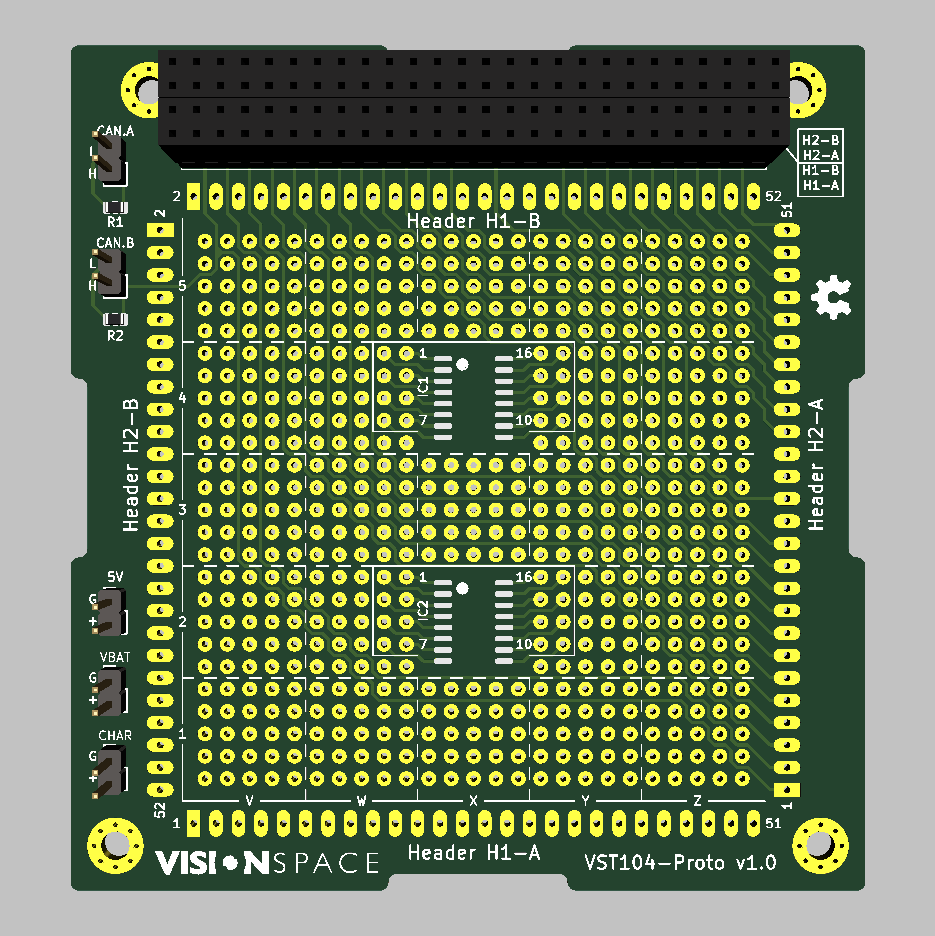 CAN.A
L
H
R1
H2-B
H2-A
H1-B
H1-A
2
52
2
51
Header H1-B
CAN.B
L
H
R2
5
1
16
IC1
4
7
10
Header H2-B
Header H2-A
3
5V
G
+
1
16
IC2
2
7
10
VBAT
G
+
CHAR
G
+
1
52
V
W
X
Y
Z
1
1
51
Header H1-A
VISIONSPACE
VST104-Proto v1.0